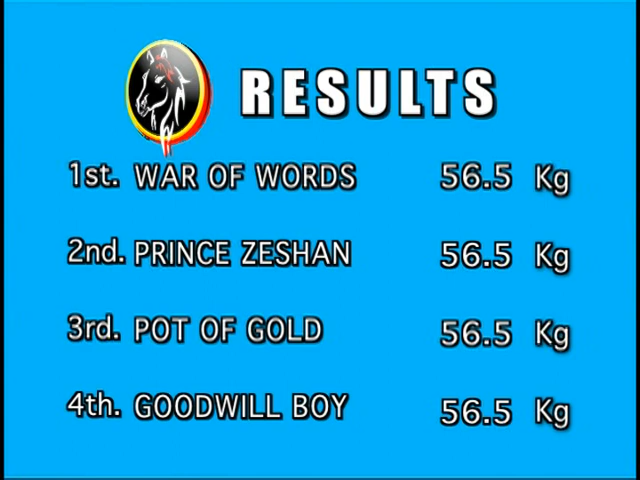 RESULTS
1st. WAR OF WORDS 56.5 Kg
2nd. PRINCE ZESHAN 56.5 Kg
3rd. POT OF GOLD 56.5 Kg
4th. GOODWILL BOY 56.5 Kg